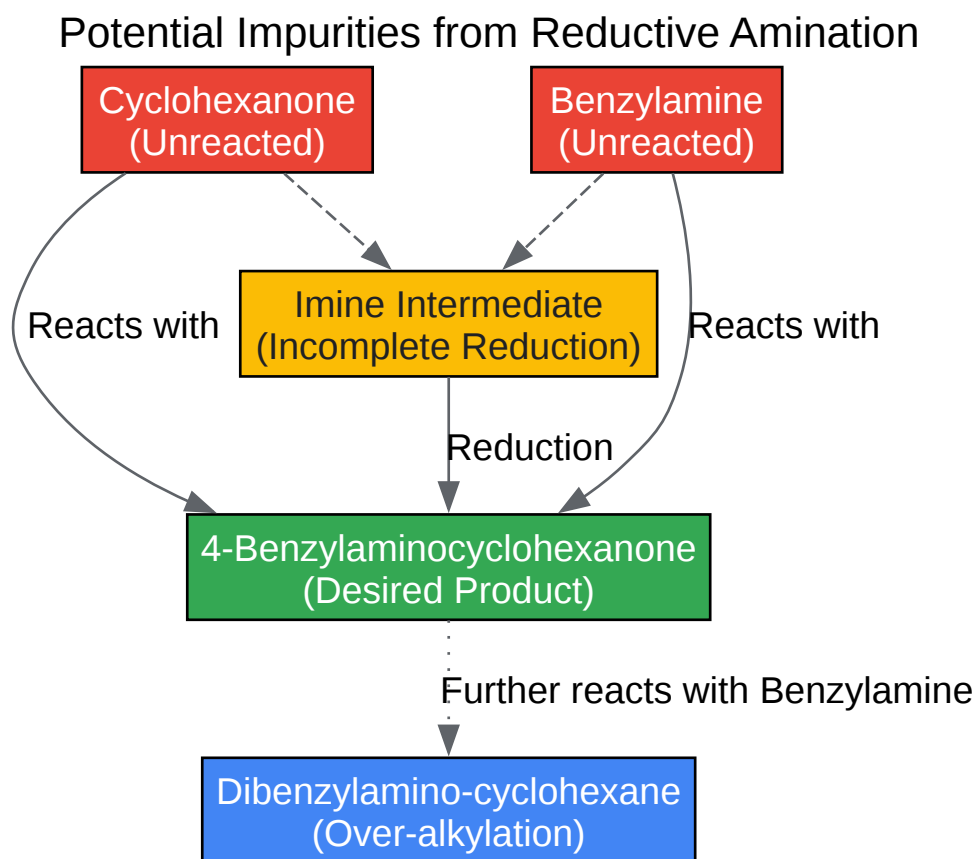 Potential Impurities from Reductive Amination
Cyclohexanone
(Unreacted)
Benzylamine
(Unreacted)
Reacts with
Imine Intermediate
(Incomplete Reduction)
Reacts with
Reduction
4-Benzylaminocyclohexanone
(Desired Product)
Further reacts with Benzylamine
Dibenzylamino-cyclohexane
(Over-alkylation)